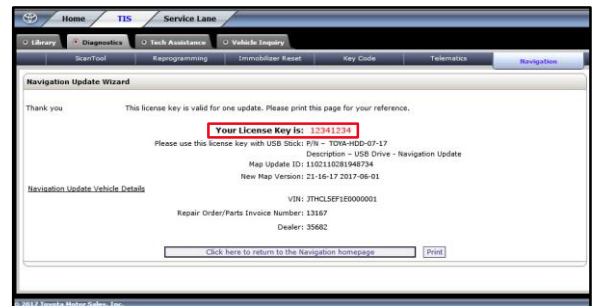 Home TIS Service Lane
Library Diagnostics Tech Assistance Vehicle Inquiry
ScanTool Reprogramming Immobilizer Reset Key Code Telematics Navigation
Navigation Update Wizard
Thank you This license key is valid for one update. Please print this page for your reference.
Your License Key is: 12341234
Please use this license key with USB Stick: P/N – TOYA-HDD-07-17
Description – USB Drive - Navigation Update
Map Update ID: 1102110281948734
New Map Version: 21-16-17 2017-06-01
Navigation Update Vehicle Details
VIN: JTHCL5EF1E0000001
Repair Order/Parts Invoice Number: 13167
Dealer: 35682
Click here to return to the Navigation homepage Print
© 2017 Toyota Motor Sales, Inc.